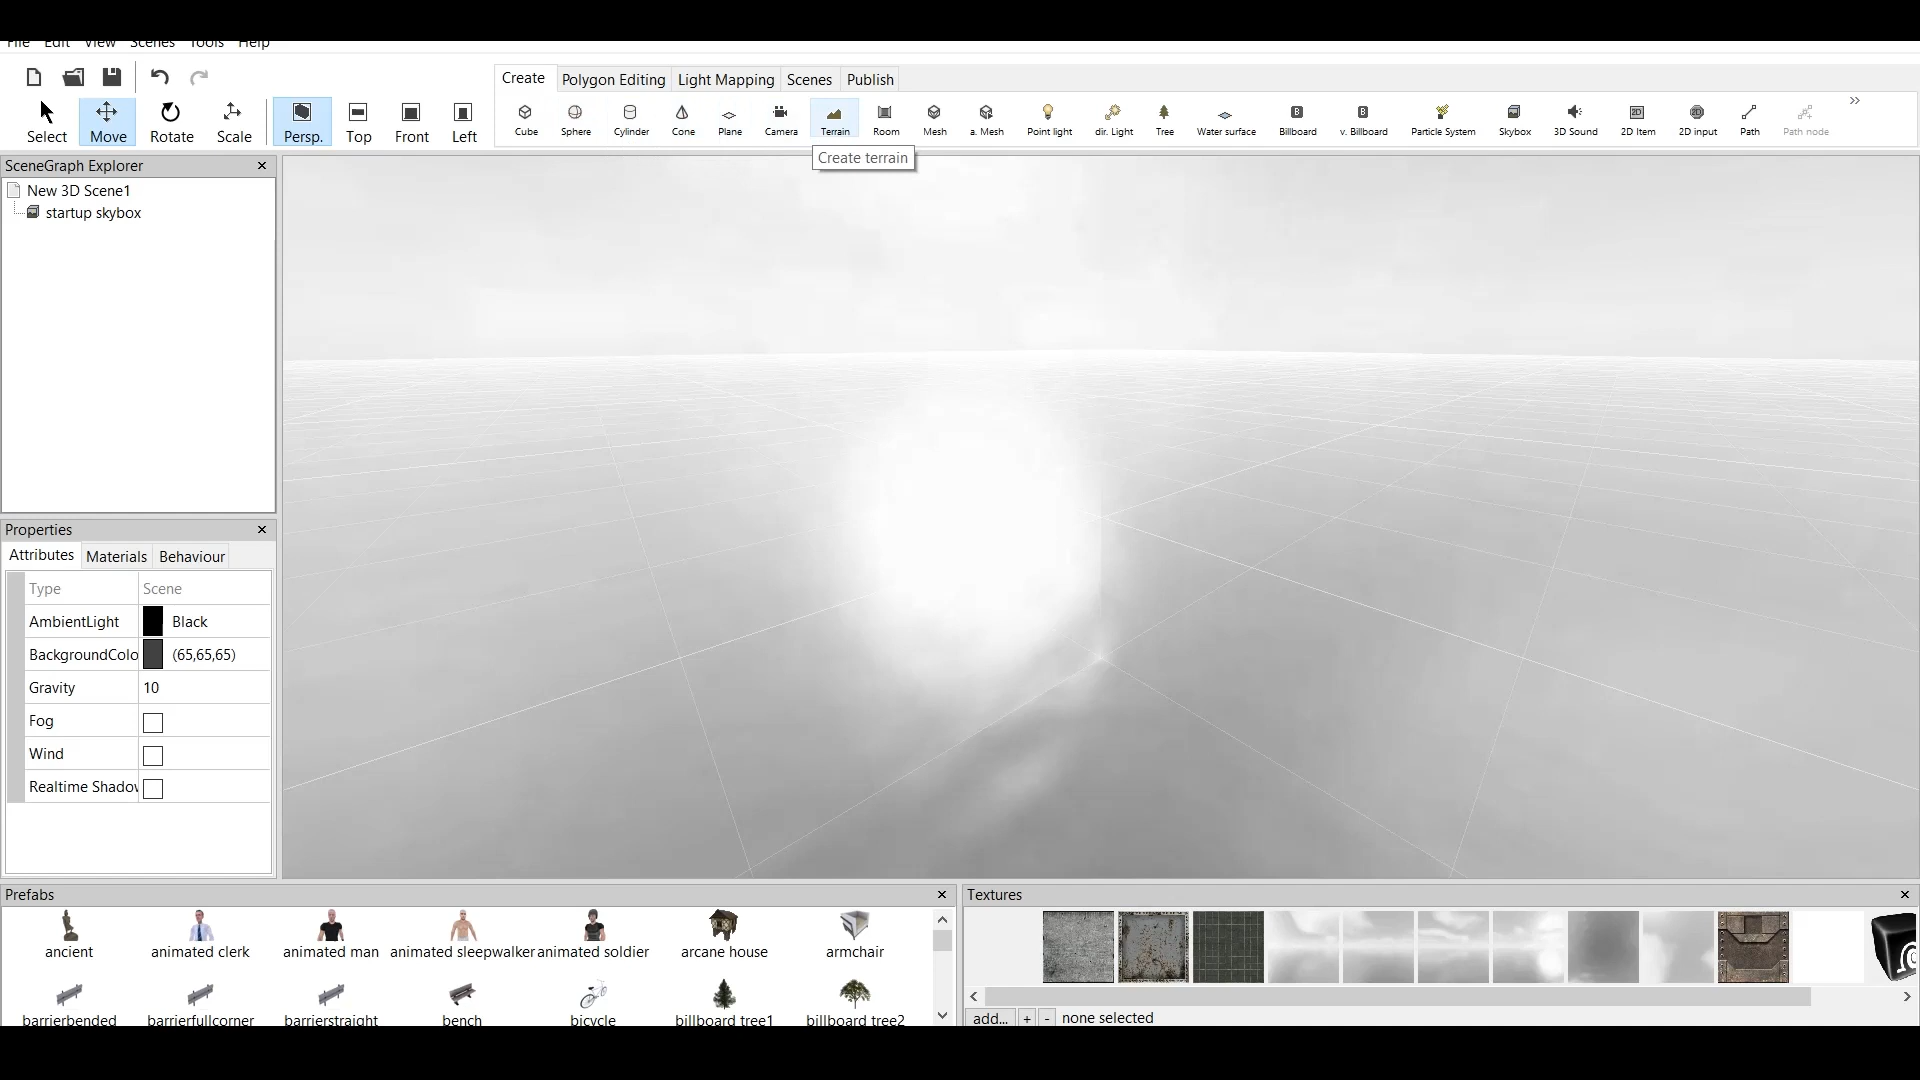 File Edit View Scenes Tools Help
Create Polygon Editing Light Mapping Scenes Publish
Select Move Rotate Scale Persp. Top Front Left
Cube Sphere Cylinder Cone Plane Camera Terrain Room Mesh a. Mesh Point light dir. Light Tree Water surface Billboard v. Billboard Particle System Skybox 3D Sound 2D Item 2D input Path Path node
Create terrain
SceneGraph Explorer
New 3D Scene1
startup skybox
Properties
Attributes Materials Behaviour
Type Scene
AmbientLight Black
BackgroundColo (65,65,65)
Gravity 10
Fog
Wind
Realtime Shadov
Prefabs
ancient animated clerk animated man animated sleepwalker animated soldier arcane house armchair
barrierbended barrierfullcorner barrierstraight bench bicycle billboard tree1 billboard tree2
Textures
add... + - none selected